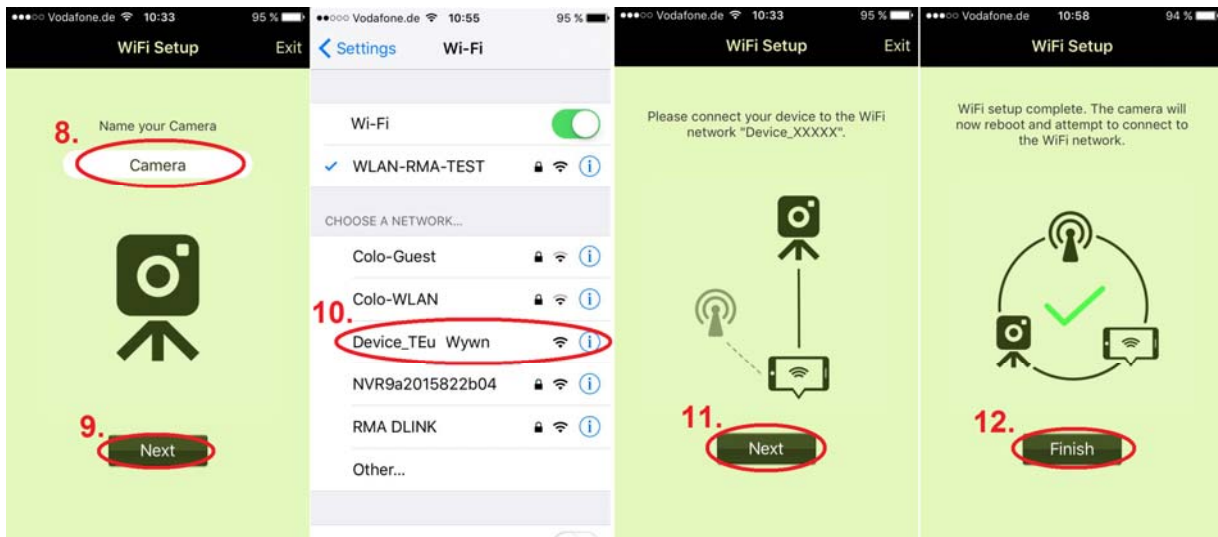 ●●●○○ Vodafone.de 10:33 95 %
WiFi Setup Exit
8.
Name your Camera
Camera
9.
Next
●●○○○ Vodafone.de 10:55 95 %
Settings Wi-Fi
Wi-Fi
WLAN-RMA-TEST
CHOOSE A NETWORK...
Colo-Guest
Colo-WLAN
10.
Device_TEu Wywn
NVR9a2015822b04
RMA DLINK
Other...
●●●○○ Vodafone.de 10:33 95 %
WiFi Setup Exit
Please connect your device to the WiFi
network "Device_XXXXX".
11.
Next
●●●○○ Vodafone.de 10:58 94 %
WiFi Setup
WiFi setup complete. The camera will
now reboot and attempt to connect to
the WiFi network.
12.
Finish